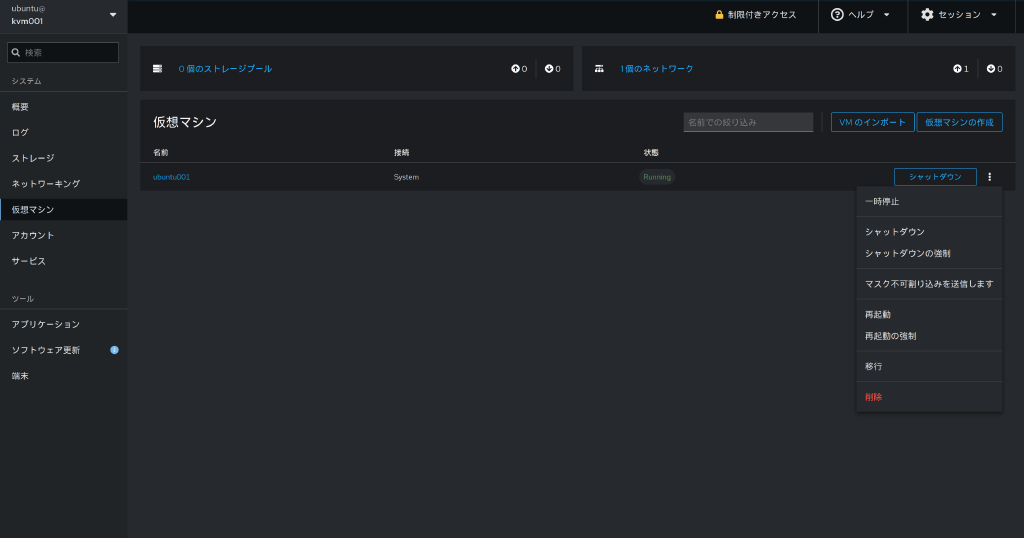 ubuntu@
kvm001
制限付きアクセス
ヘルプ
セッション
検索
システム
概要
ログ
ストレージ
ネットワーキング
仮想マシン
アカウント
サービス
ツール
アプリケーション
ソフトウェア更新
端末
0 個のストレージプール
0
0
1 個のネットワーク
1
0
仮想マシン
名前での絞り込み
VM のインポート
仮想マシンの作成
名前
接続
状態
ubuntu001
System
Running
シャットダウン
一時停止
シャットダウン
シャットダウンの強制
マスク不可割り込みを送信します
再起動
再起動の強制
移行
削除